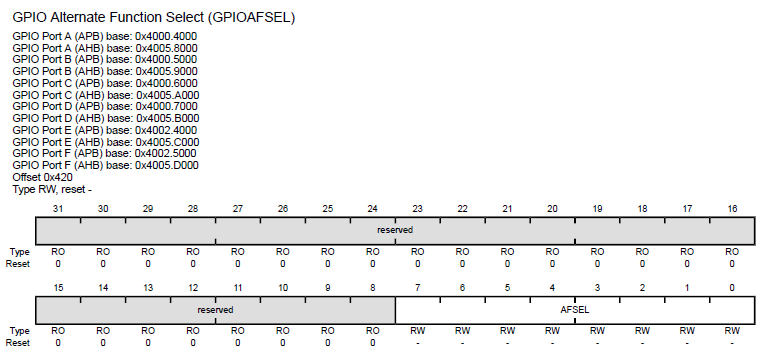 GPIO Alternate Function Select (GPIOAFSEL)
GPIO Port A (APB) base: 0x4000.4000
GPIO Port A (AHB) base: 0x4005.8000
GPIO Port B (APB) base: 0x4000.5000
GPIO Port B (AHB) base: 0x4005.9000
GPIO Port C (APB) base: 0x4000.6000
GPIO Port C (AHB) base: 0x4005.A000
GPIO Port D (APB) base: 0x4000.7000
GPIO Port D (AHB) base: 0x4005.B000
GPIO Port E (APB) base: 0x4002.4000
GPIO Port E (AHB) base: 0x4005.C000
GPIO Port F (APB) base: 0x4002.5000
GPIO Port F (AHB) base: 0x4005.D000
Offset 0x420
Type RW, reset -
31 30 29 28 27 26 25 24 23 22 21 20 19 18 17 16
reserved
Type RO RO RO RO RO RO RO RO RO RO RO RO RO RO RO RO
Reset 0 0 0 0 0 0 0 0 0 0 0 0 0 0 0 0
15 14 13 12 11 10 9 8 7 6 5 4 3 2 1 0
reserved AFSEL
Type RO RO RO RO RO RO RO RO RW RW RW RW RW RW RW RW
Reset 0 0 0 0 0 0 0 0 - - - - - - - -